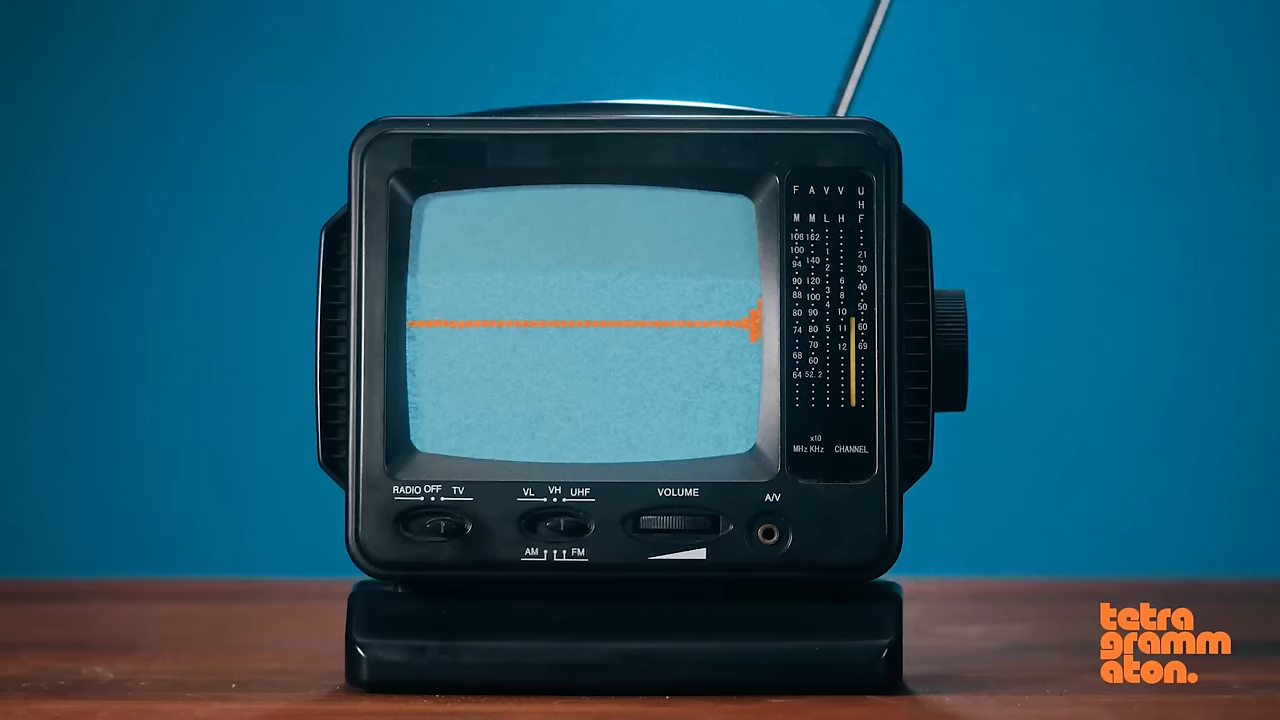 F A V V U
H
M M L H F
108 162
100 1 21
94 140 2 30
90 120 3 6 40
88 100 4 8 50
80 90 10
74 80 5 11 60
70 12 69
68 60
64 52.2
x10
MHz KHz CHANNEL
RADIO OFF TV
VL VH UHF
VOLUME
A/V
AM FM
tetra
gramm
aton.